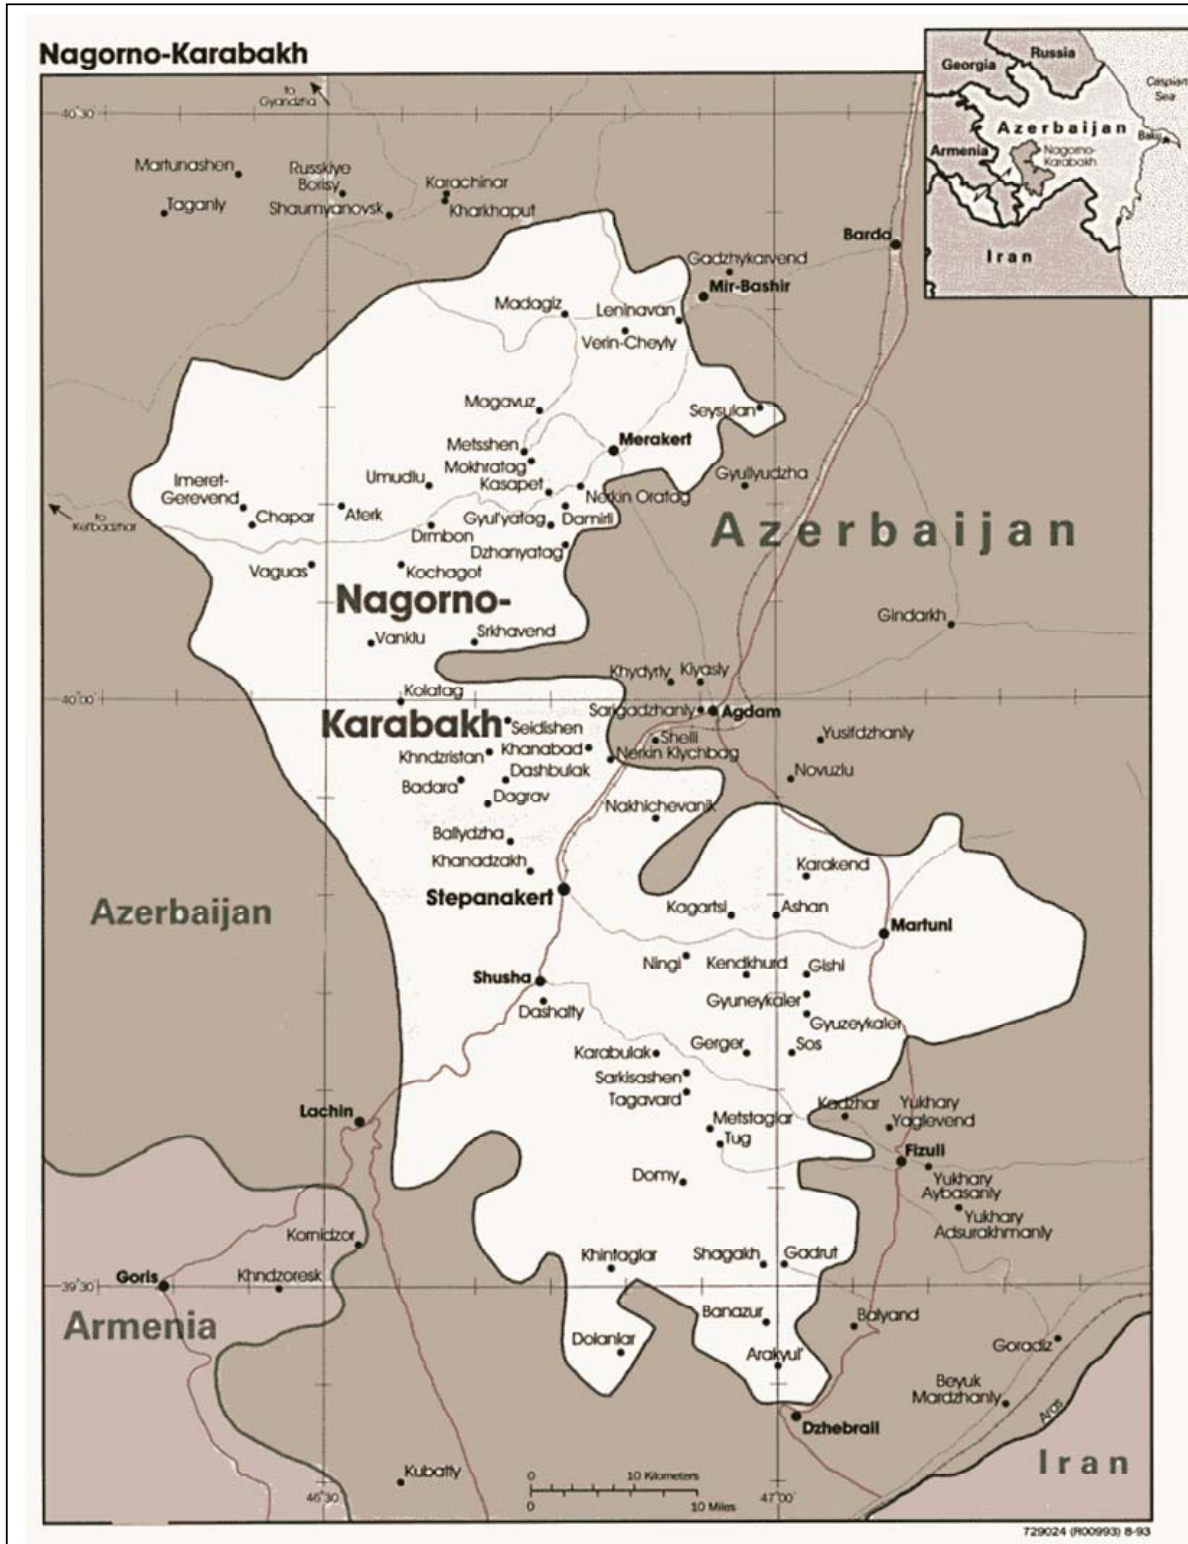 Nagorno-Karabakh
Georgia
Russia
Caspian
Sea
Azerbaijan
Baku
Armenia
Nagorno-
Karabakh
Iran
to
Gyandzha
40°30'
Martunashen
Russkiye
Borisy
Karachinar
Taganly
Shaumyanovsk
Kharkhaput
Barda
Gadzhykarvend
Mir-Bashir
Madagiz
Leninavan
Verin-Cheyly
Magavuz
Seysulan
Metsshen
Merakert
Mokhratag
Umudlu
Kasapet
Gyullyudzha
Imeret-
Gerevend
Nerkin Oratag
to
Kel'badzhar
Chapar
Aterk
Gyul'yatag
Damirli
Azerbaijan
Drmbon
Dzhanyatag
Vaguas
Kochagot
Nagorno-
Gindarkh
Vanklu
Srkhavend
Khydyrly
Kiyasly
40°00'
Kolatag
Sarigadzhanly
Agdam
Karabakh
Seidishen
Shelli
Yusifdzhanly
Khndzristan
Khanabad
Nerkin Klychbag
Badara
Dashbulak
Novuzlu
Dagrav
Nakhichevanik
Ballydzha
Khanadzakh
Karakend
Stepanakert
Azerbaijan
Kagartsi
Ashan
Martuni
Ningi
Kendkhurd
Gishi
Shusha
Gyuneykaler
Dashalty
Gyuzeykaler
Karabulak
Gerger
Sos
Sarkisashen
Tagavard
Lachin
Kadzhar
Yukhary
Yaglevend
Metstaglar
Tug
Fizuli
Domy
Yukhary
Aybasanly
Yukhary
Adsurakhmanly
Kornidzor
Khintaglar
Shagakh
Gadrut
Goris
Khndzoresk
39°30'
Armenia
Banazur
Balyand
Dolanlar
Arakyul'
Goradiz
Beyuk
Mardzhanly
Aras
Dzhebrail
Iran
Kubatly
0 10 Kilometers
0 10 Miles
46°30'
47°00'
729024 (R00993) 8-93